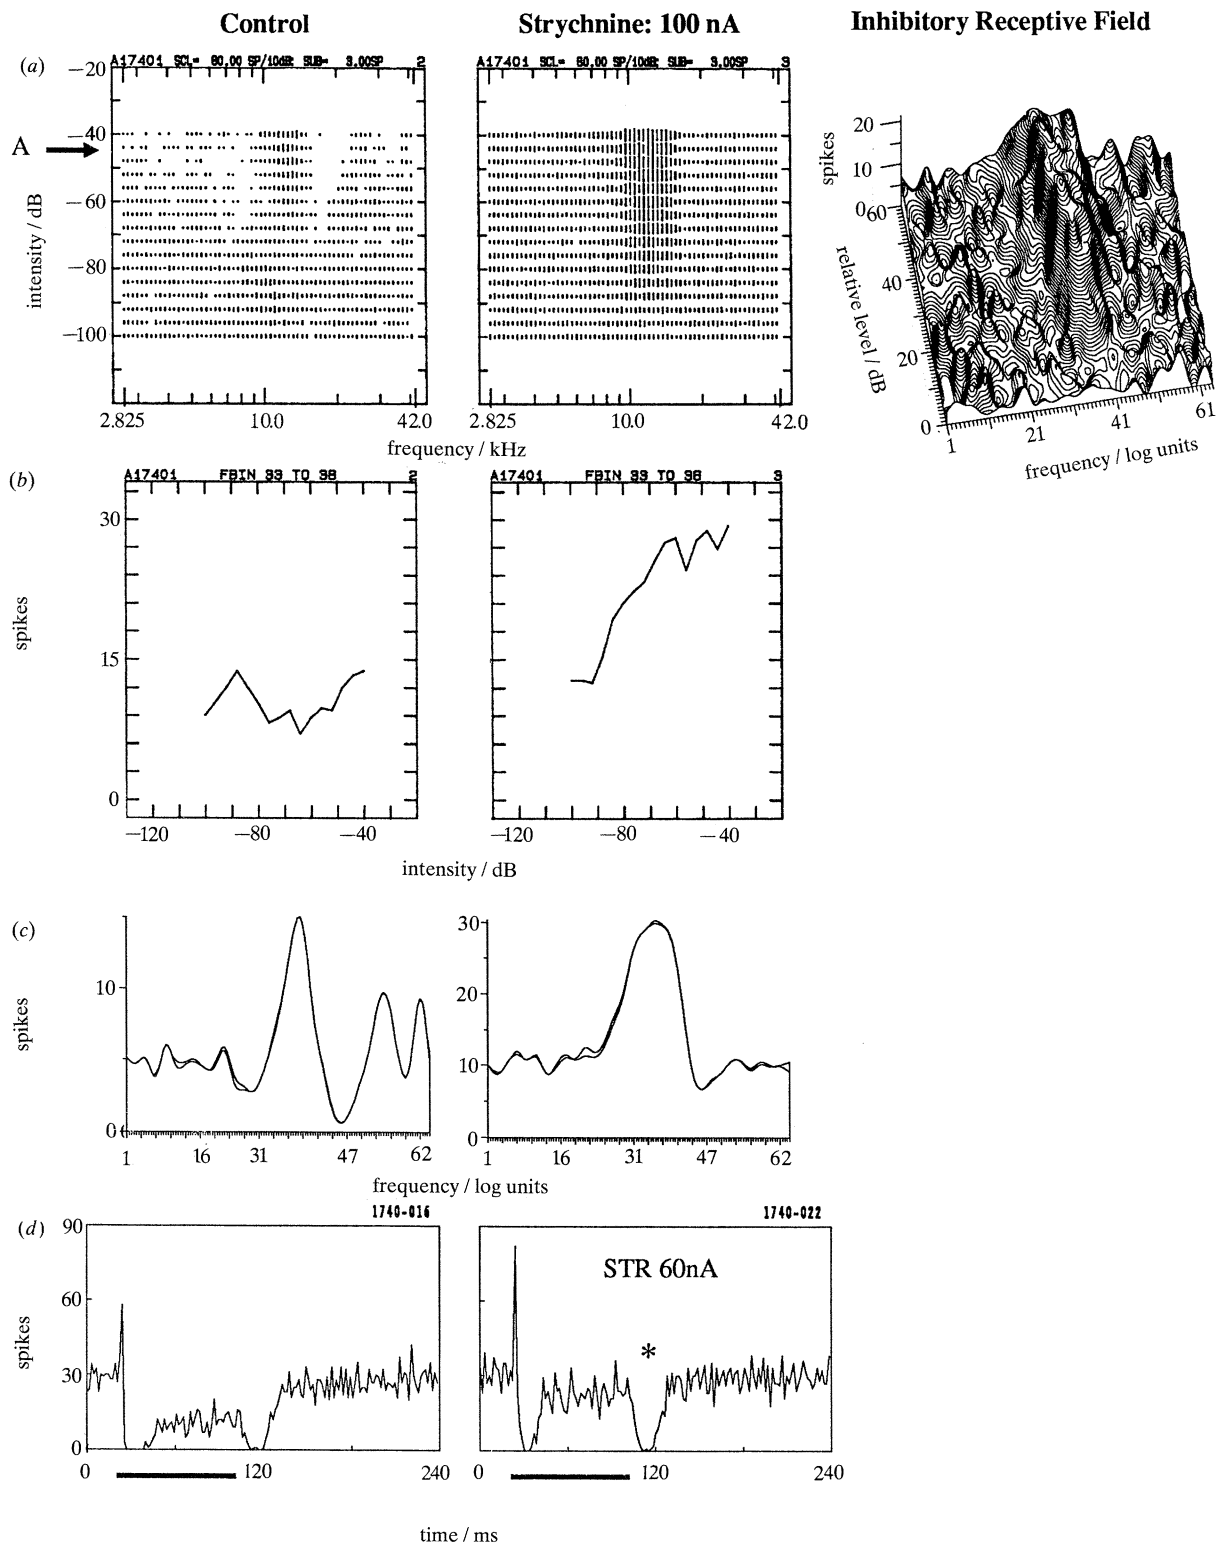 Control
Strychnine: 100 nA
Inhibitory Receptive Field
(a)
A17401 SCL= 60.00 SP/10dB; SUB= 3.00SP 2
A17401 SCL= 60.00 SP/10dB; SUB= 3.00SP 3
A
intensity / dB
−20
−40
−60
−80
−100
2.825 10.0 42.0
2.825 10.0 42.0
frequency / kHz
spikes
20
10
0
60
40
20
0
relative level / dB
1 21 41 61
frequency / log units
(b)
A17401 FBIN 33 TO 38 2
A17401 FBIN 33 TO 38 3
spikes
30
15
0
−120 −80 −40
−120 −80 −40
intensity / dB
(c)
spikes
10
0
1 16 31 47 62
30
20
10
0
1 16 31 47 62
frequency / log units
(d)
1740-016
1740-022
spikes
90
60
30
0
STR 60nA
*
0 120 240
0 120 240
time / ms